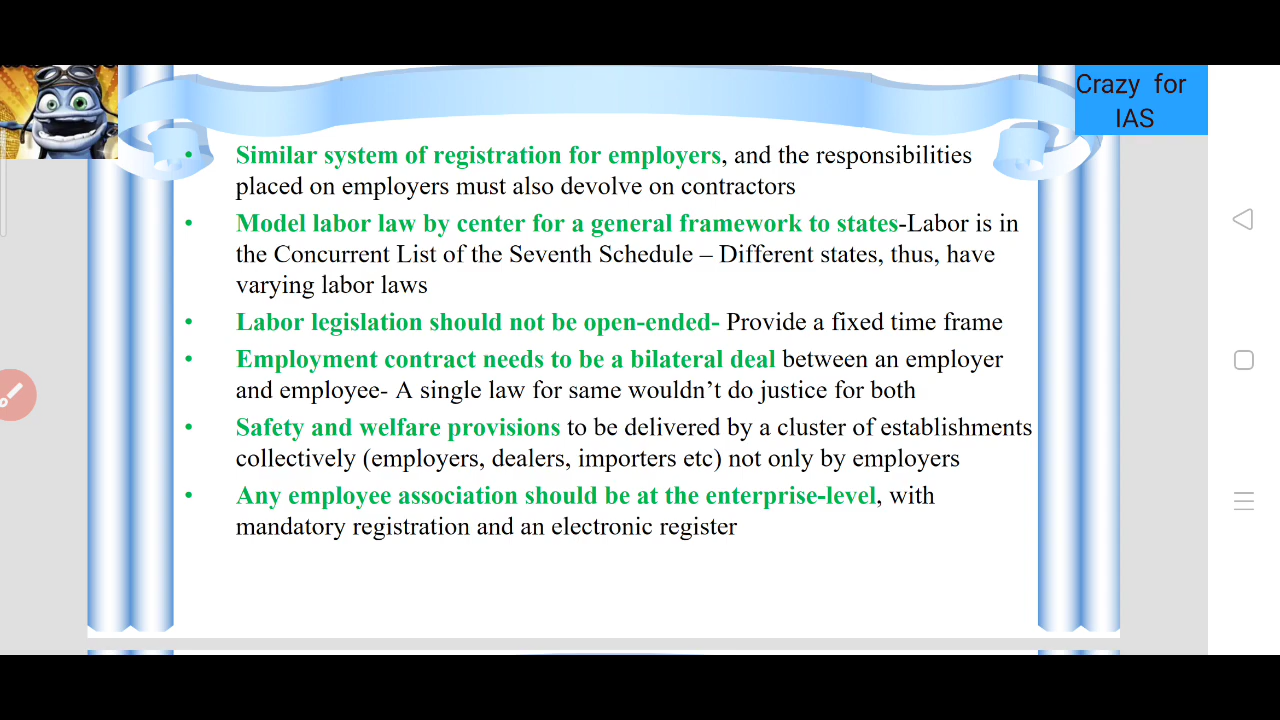 Crazy for
IAS
• Similar system of registration for employers, and the responsibilities
placed on employers must also devolve on contractors
• Model labor law by center for a general framework to states-Labor is in
the Concurrent List of the Seventh Schedule – Different states, thus, have
varying labor laws
• Labor legislation should not be open-ended- Provide a fixed time frame
• Employment contract needs to be a bilateral deal between an employer
and employee- A single law for same wouldn’t do justice for both
• Safety and welfare provisions to be delivered by a cluster of establishments
collectively (employers, dealers, importers etc) not only by employers
• Any employee association should be at the enterprise-level, with
mandatory registration and an electronic register